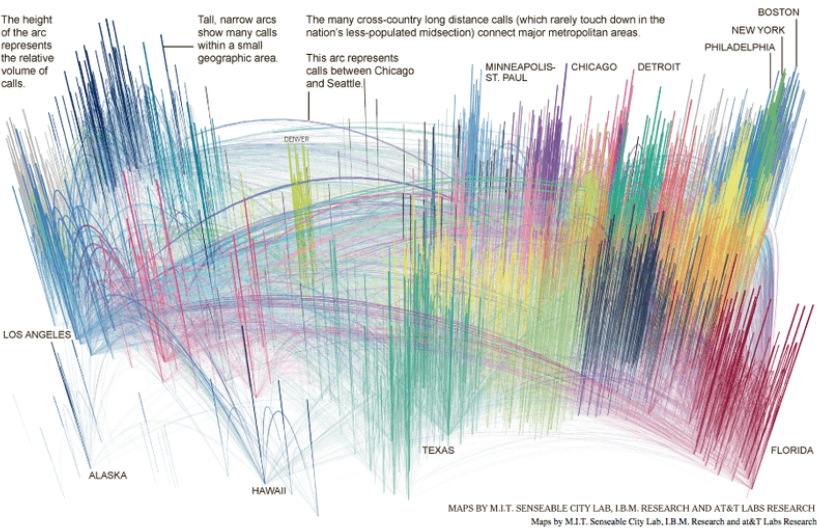 The height
of the arc
represents
the relative
volume of
calls.
Tall, narrow arcs
show many calls
within a small
geographic area.
The many cross-country long distance calls (which rarely touch down in the
nation's less-populated midsection) connect major metropolitan areas.
This arc represents
calls between Chicago
and Seattle.
BOSTON
NEW YORK
PHILADELPHIA
MINNEAPOLIS-
ST. PAUL
CHICAGO
DETROIT
DENVER
LOS ANGELES
ALASKA
HAWAII
TEXAS
FLORIDA
MAPS BY M.I.T. SENSEABLE CITY LAB, I.B.M. RESEARCH AND AT&T LABS RESEARCH
Maps by M.I.T. Senseable City Lab, I.B.M. Research and at&T Labs Research